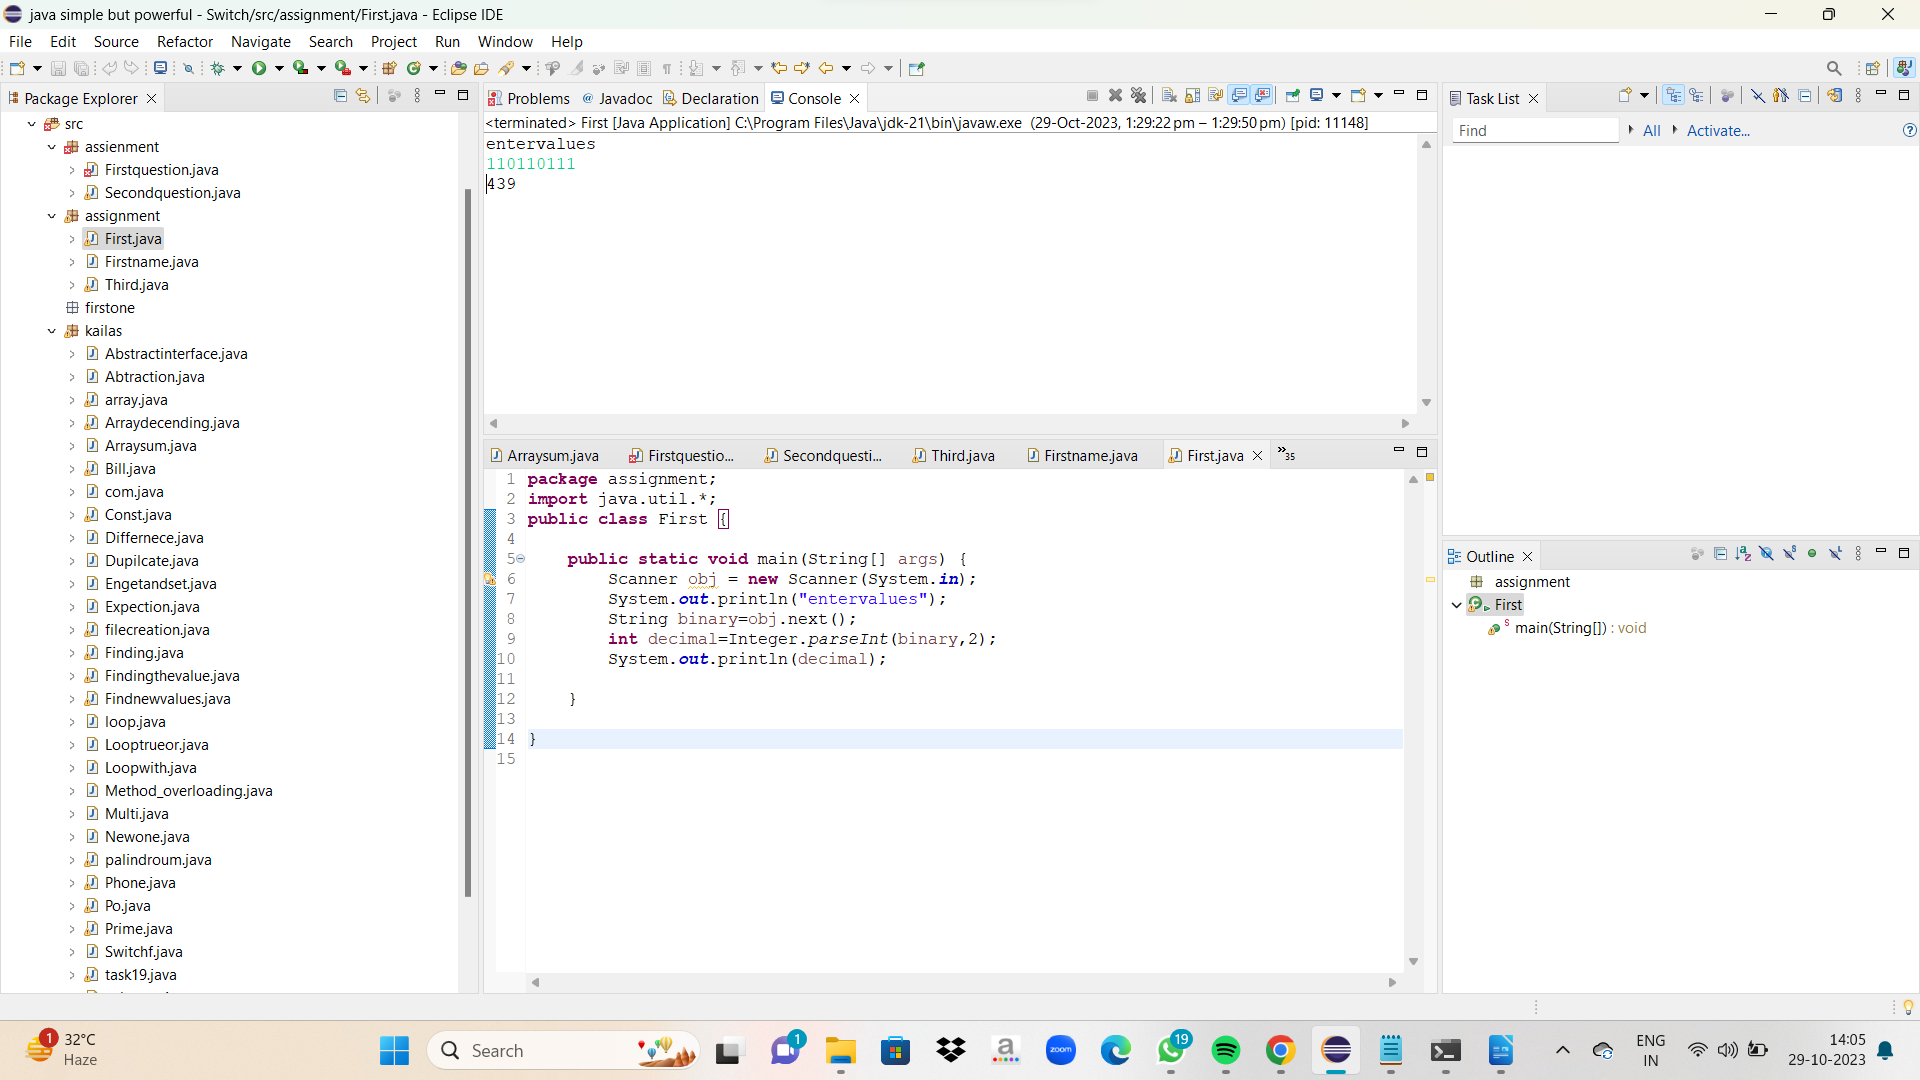 java simple but powerful - Switch/src/assignment/First.java - Eclipse IDE
File Edit Source Refactor Navigate Search Project Run Window Help
Package Explorer
src
assienment
Firstquestion.java
Secondquestion.java
assignment
First.java
Firstname.java
Third.java
firstone
kailas
Abstractinterface.java
Abtraction.java
array.java
Arraydecending.java
Arraysum.java
Bill.java
com.java
Const.java
Differnece.java
Dupilcate.java
Engetandset.java
Expection.java
filecreation.java
Finding.java
Findingthevalue.java
Findnewvalues.java
loop.java
Looptrueor.java
Loopwith.java
Method_overloading.java
Multi.java
Newone.java
palindroum.java
Phone.java
Po.java
Prime.java
Switchf.java
task19.java
Problems @ Javadoc Declaration Console
<terminated> First [Java Application] C:\Program Files\Java\jdk-21\bin\javaw.exe (29-Oct-2023, 1:29:22 pm – 1:29:50 pm) [pid: 11148]
entervalues
110110111
439
Arraysum.java Firstquestio... Secondquesti... Third.java Firstname.java First.java »35
1 package assignment;
2 import java.util.*;
3 public class First {
4
5 public static void main(String[] args) {
6 Scanner obj = new Scanner(System.in);
7 System.out.println("entervalues");
8 String binary=obj.next();
9 int decimal=Integer.parseInt(binary,2);
10 System.out.println(decimal);
11
12 }
13
14 }
15
Task List
Find All Activate...
Outline
assignment
First
main(String[]) : void
1
32°C
Haze
Search
1
a
zoom
19
ENG
IN
14:05
29-10-2023